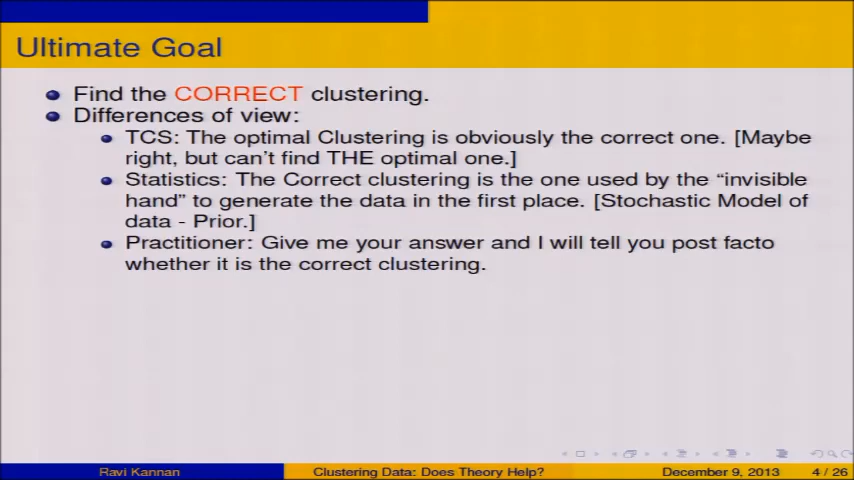 Ultimate Goal
Find the CORRECT clustering.
Differences of view:
TCS: The optimal Clustering is obviously the correct one. [Maybe
right, but can't find THE optimal one.]
Statistics: The Correct clustering is the one used by the "invisible
hand" to generate the data in the first place. [Stochastic Model of
data - Prior.]
Practitioner: Give me your answer and I will tell you post facto
whether it is the correct clustering.
Ravi Kannan Clustering Data: Does Theory Help? December 9, 2013 4 / 26